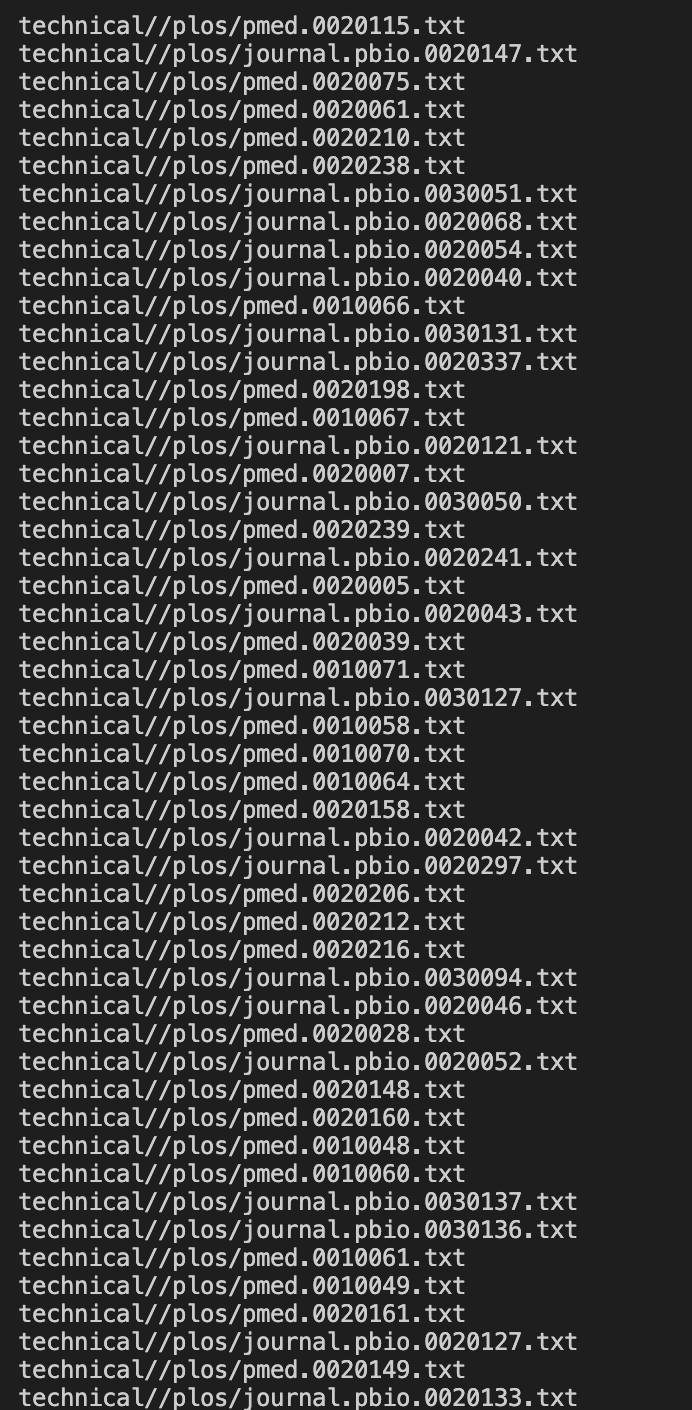 technical//plos/pmed.0020115.txt
technical//plos/journal.pbio.0020147.txt
technical//plos/pmed.0020075.txt
technical//plos/pmed.0020061.txt
technical//plos/pmed.0020210.txt
technical//plos/pmed.0020238.txt
technical//plos/journal.pbio.0030051.txt
technical//plos/journal.pbio.0020068.txt
technical//plos/journal.pbio.0020054.txt
technical//plos/journal.pbio.0020040.txt
technical//plos/pmed.0010066.txt
technical//plos/journal.pbio.0030131.txt
technical//plos/journal.pbio.0020337.txt
technical//plos/pmed.0020198.txt
technical//plos/pmed.0010067.txt
technical//plos/journal.pbio.0020121.txt
technical//plos/pmed.0020007.txt
technical//plos/journal.pbio.0030050.txt
technical//plos/pmed.0020239.txt
technical//plos/journal.pbio.0020241.txt
technical//plos/pmed.0020005.txt
technical//plos/journal.pbio.0020043.txt
technical//plos/pmed.0020039.txt
technical//plos/pmed.0010071.txt
technical//plos/journal.pbio.0030127.txt
technical//plos/pmed.0010058.txt
technical//plos/pmed.0010070.txt
technical//plos/pmed.0010064.txt
technical//plos/pmed.0020158.txt
technical//plos/journal.pbio.0020042.txt
technical//plos/journal.pbio.0020297.txt
technical//plos/pmed.0020206.txt
technical//plos/pmed.0020212.txt
technical//plos/pmed.0020216.txt
technical//plos/journal.pbio.0030094.txt
technical//plos/journal.pbio.0020046.txt
technical//plos/pmed.0020028.txt
technical//plos/journal.pbio.0020052.txt
technical//plos/pmed.0020148.txt
technical//plos/pmed.0020160.txt
technical//plos/pmed.0010048.txt
technical//plos/pmed.0010060.txt
technical//plos/journal.pbio.0030137.txt
technical//plos/journal.pbio.0030136.txt
technical//plos/pmed.0010061.txt
technical//plos/pmed.0010049.txt
technical//plos/pmed.0020161.txt
technical//plos/journal.pbio.0020127.txt
technical//plos/pmed.0020149.txt
technical//plos/journal.pbio.0020133.txt